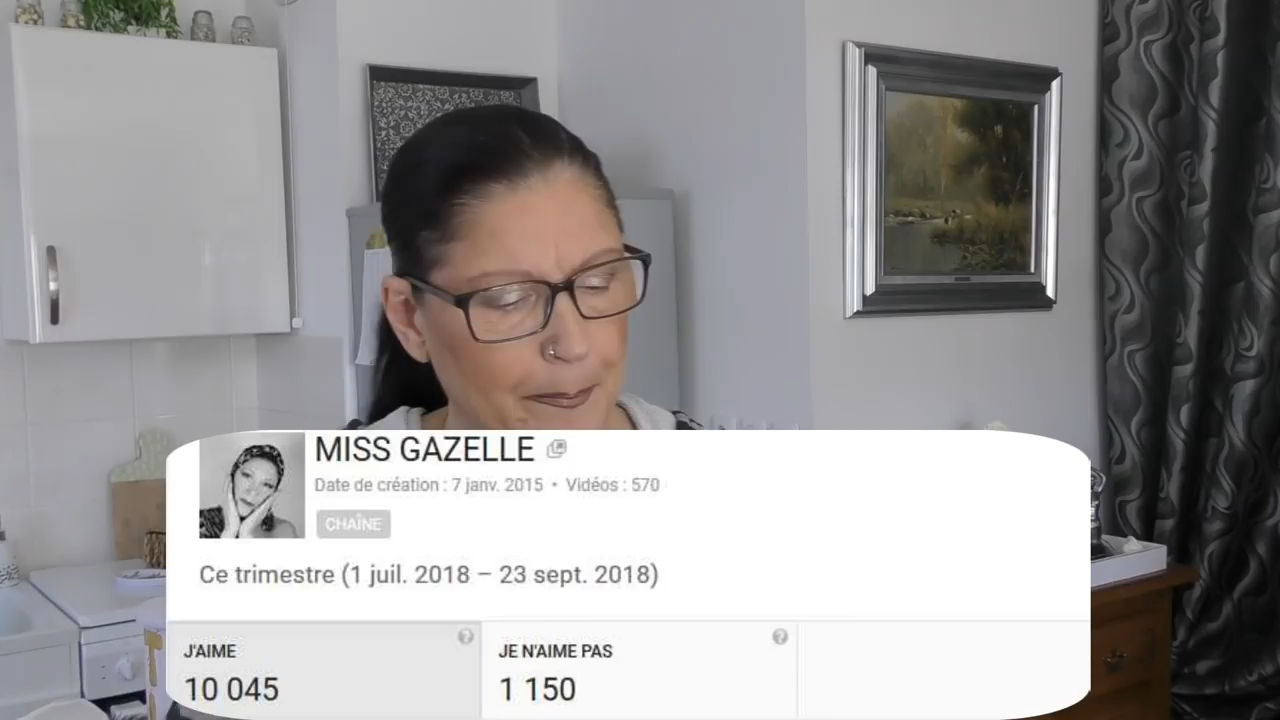 MISS GAZELLE
Date de création : 7 janv. 2015 • Vidéos : 570
CHAÎNE
Ce trimestre (1 juil. 2018 – 23 sept. 2018)
J'AIME ? JE N'AIME PAS ?
10 045 1 150